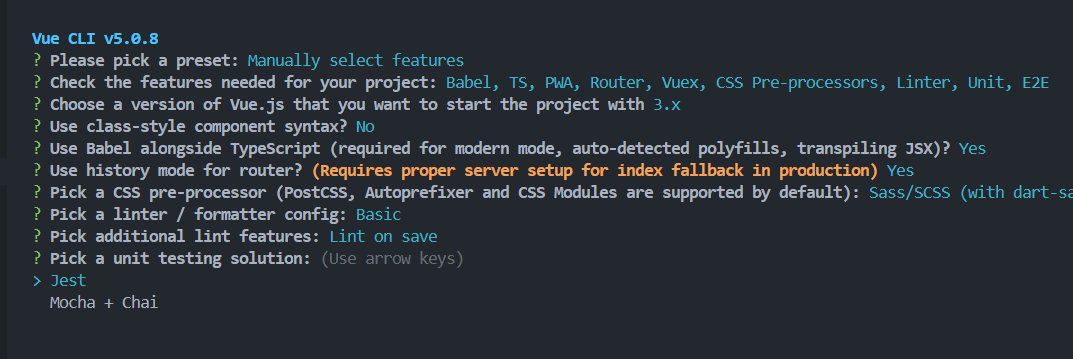 Vue CLI v5.0.8
? Please pick a preset: Manually select features
? Check the features needed for your project: Babel, TS, PWA, Router, Vuex, CSS Pre-processors, Linter, Unit, E2E
? Choose a version of Vue.js that you want to start the project with 3.x
? Use class-style component syntax? No
? Use Babel alongside TypeScript (required for modern mode, auto-detected polyfills, transpiling JSX)? Yes
? Use history mode for router? (Requires proper server setup for index fallback in production) Yes
? Pick a CSS pre-processor (PostCSS, Autoprefixer and CSS Modules are supported by default): Sass/SCSS (with dart-sa
? Pick a linter / formatter config: Basic
? Pick additional lint features: Lint on save
? Pick a unit testing solution: (Use arrow keys)
> Jest
Mocha + Chai